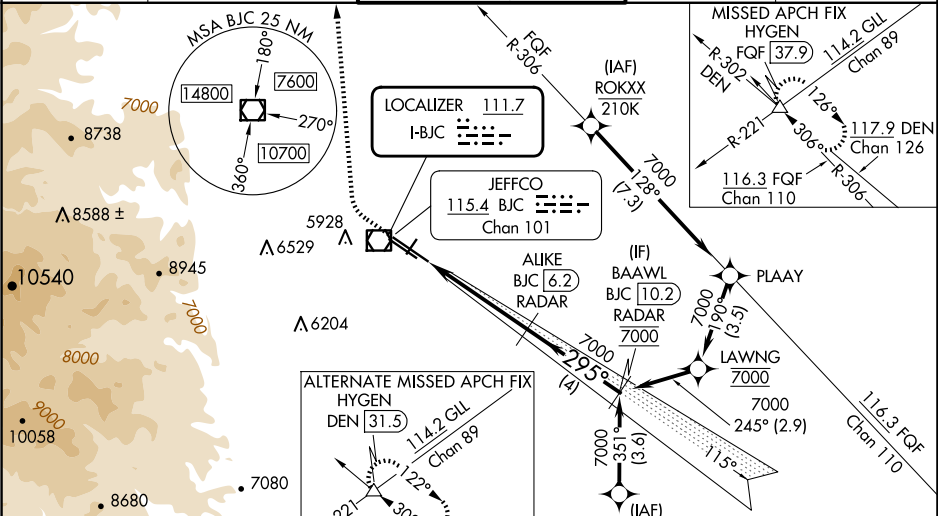 MSA BJC 25 NM
180°
14800
7600
270°
360°
10700
7000
8738
8588 ±
5928
6529
10540
8945
7000
6204
8000
9000
10058
8680
7080
LOCALIZER 111.7
I-BJC
JEFFCO
115.4 BJC
Chan 101
FQF
R-306
(IAF)
ROKXX
210K
7000
128°
(7.3)
PLAAY
7000
190°
(3.5)
LAWNG
7000
7000
245° (2.9)
ALIKE
BJC 6.2
RADAR
(IF)
BAAWL
BJC 10.2
RADAR
7000
7000
295°
(4)
7000
351°
(3.6)
(IAF)
115°
116.3 FQF
Chan 110
MISSED APCH FIX
HYGEN
FQF 37.9
114.2 GLL
Chan 89
R-302
DEN
126°
R-221
306°
117.9 DEN
Chan 126
116.3 FQF
Chan 110
R-306
ALTERNATE MISSED APCH FIX
HYGEN
DEN 31.5
114.2 GLL
Chan 89
122°